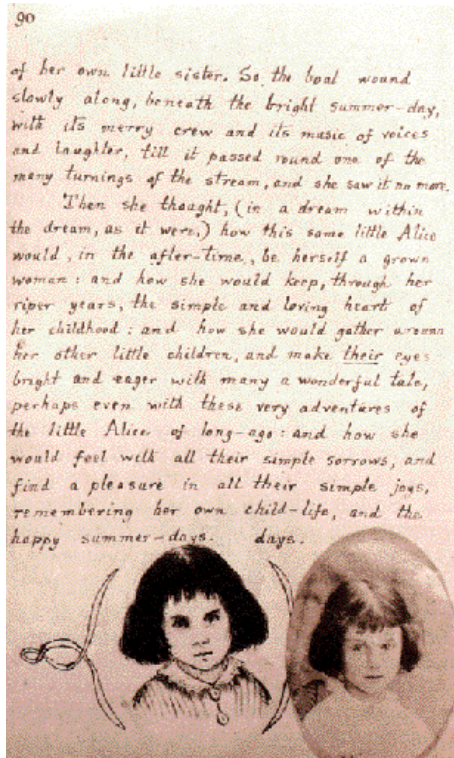 90
of her own little sister. So the boat wound
slowly along, beneath the bright summer-day,
with its merry crew and its music of voices
and laughter, till it passed round one of the
many turnings of the stream, and she saw it no more.
Then she thought, (in a dream within
the dream, as it were,) how this same little Alice
would, in the after-time, be herself a grown
woman: and how she would keep, through her
riper years, the simple and loving heart of
her childhood: and how she would gather around
her other little children, and make their eyes
bright and eager with many a wonderful tale,
perhaps even with these very adventures of
the little Alice of long-ago: and how she
would feel with all their simple sorrows, and
find a pleasure in all their simple joys,
remembering her own child-life, and the
happy summer-days. days.